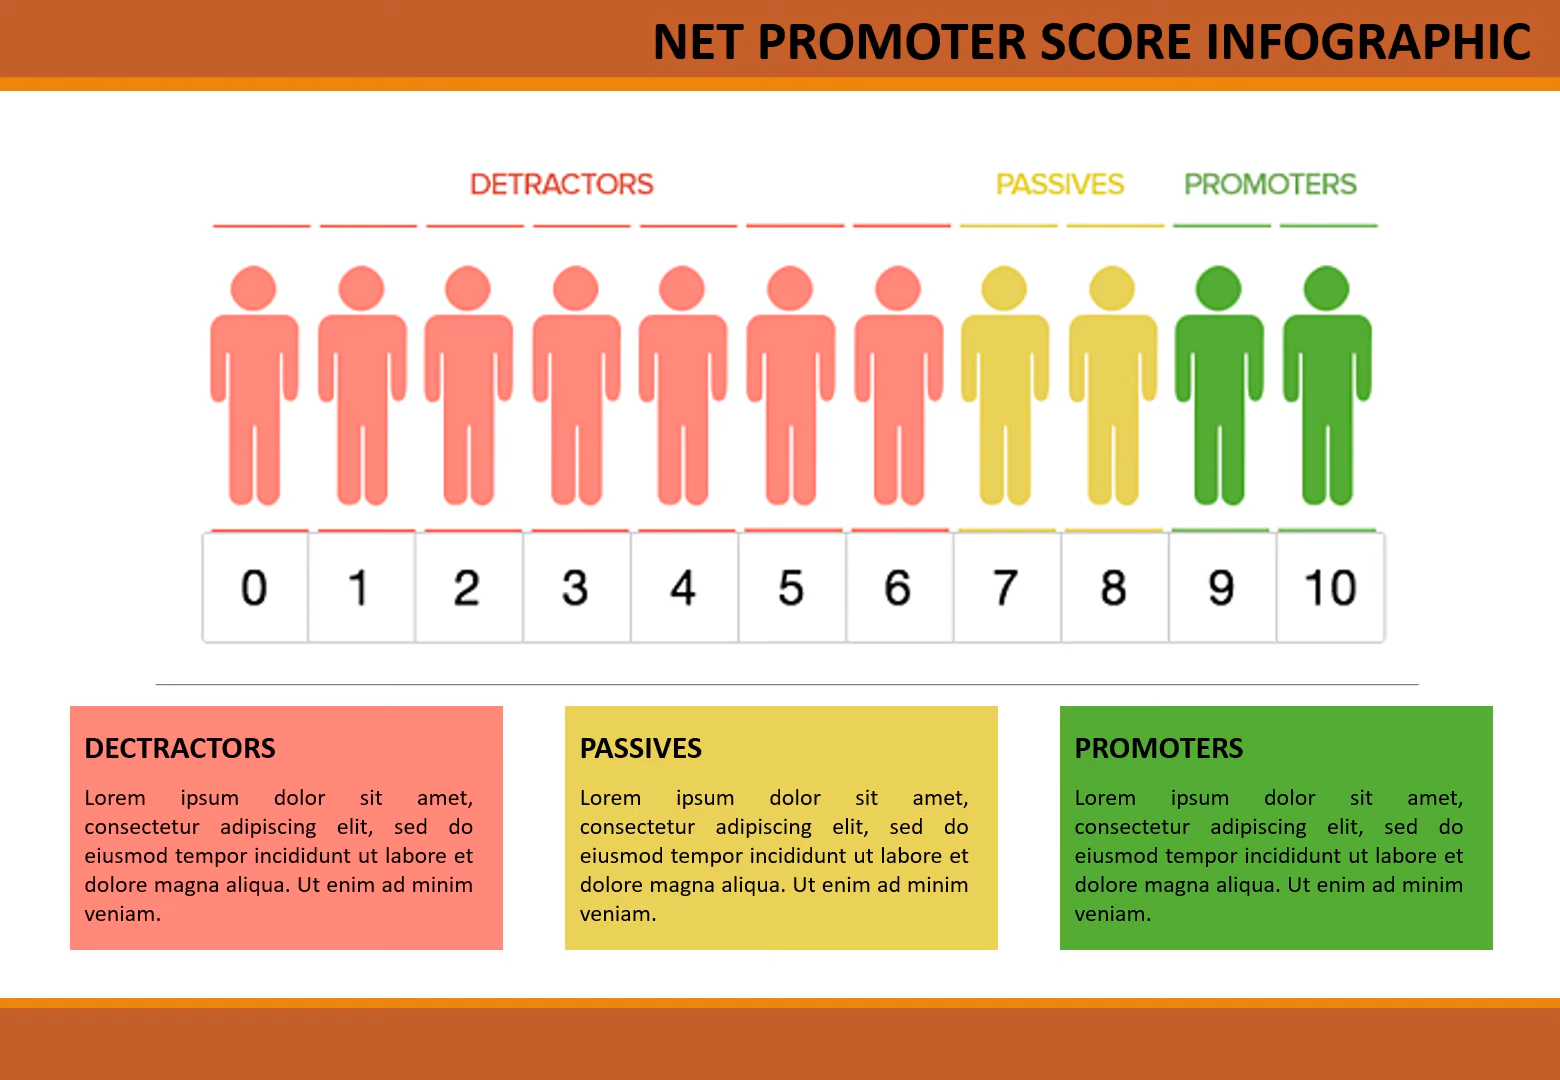 NET PROMOTER SCORE INFOGRAPHIC
DETRACTORS PASSIVES PROMOTERS
0 1 2 3 4 5 6 7 8 9 10
DECTRACTORS
Lorem ipsum dolor sit amet,
consectetur adipiscing elit, sed do
eiusmod tempor incididunt ut labore et
dolore magna aliqua. Ut enim ad minim
veniam.
PASSIVES
Lorem ipsum dolor sit amet,
consectetur adipiscing elit, sed do
eiusmod tempor incididunt ut labore et
dolore magna aliqua. Ut enim ad minim
veniam.
PROMOTERS
Lorem ipsum dolor sit amet,
consectetur adipiscing elit, sed do
eiusmod tempor incididunt ut labore et
dolore magna aliqua. Ut enim ad minim
veniam.